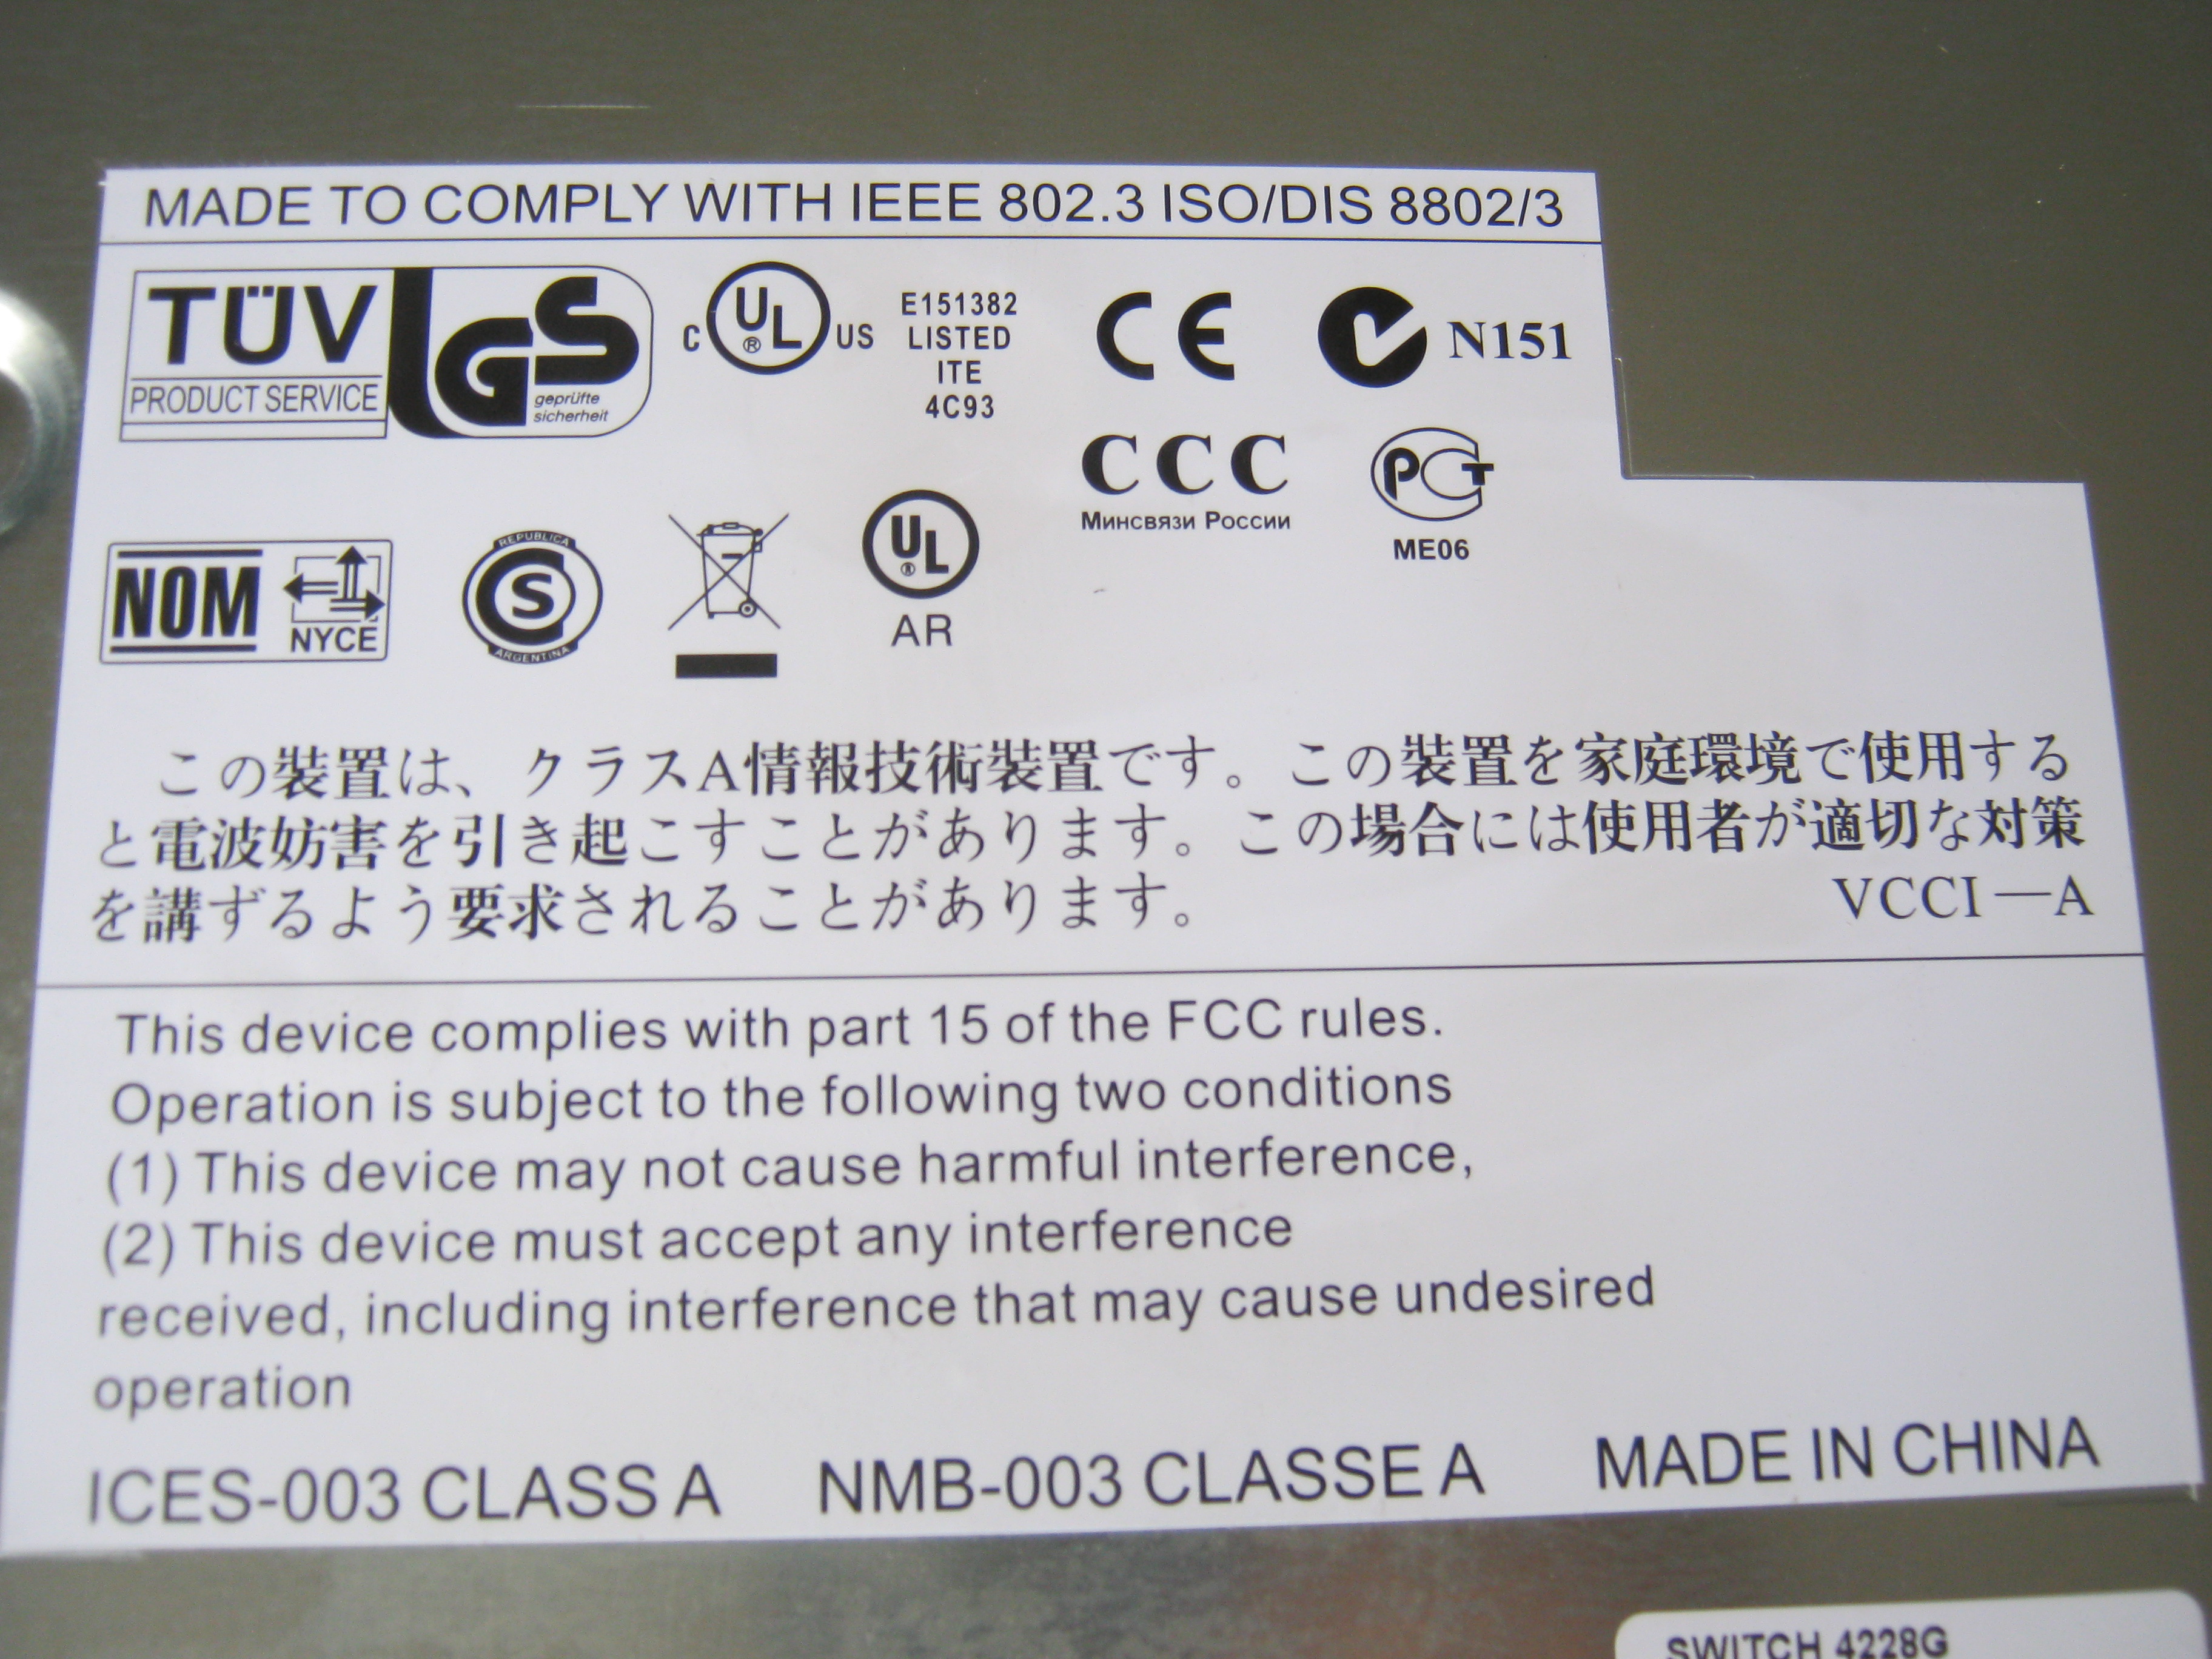 MADE TO COMPLY WITH IEEE 802.3 ISO/DIS 8802/3
TÜV
PRODUCT SERVICE
GS
geprüfte
sicherheit
C UL ® US
E151382
LISTED
ITE
4C93
CE
N151
CCC
Минсвязи России
РСТ
ME06
NOM
NYCE
REPUBLICA
S
ARGENTINA
UL ®
AR
この装置は、クラスA情報技術装置です。この装置を家庭環境で使用する
と電波妨害を引き起こすことがあります。この場合には使用者が適切な対策
を講ずるよう要求されることがあります。 VCCI—A
This device complies with part 15 of the FCC rules.
Operation is subject to the following two conditions
(1) This device may not cause harmful interference,
(2) This device must accept any interference
received, including interference that may cause undesired
operation
ICES-003 CLASS A NMB-003 CLASSE A MADE IN CHINA
SWITCH 4228G